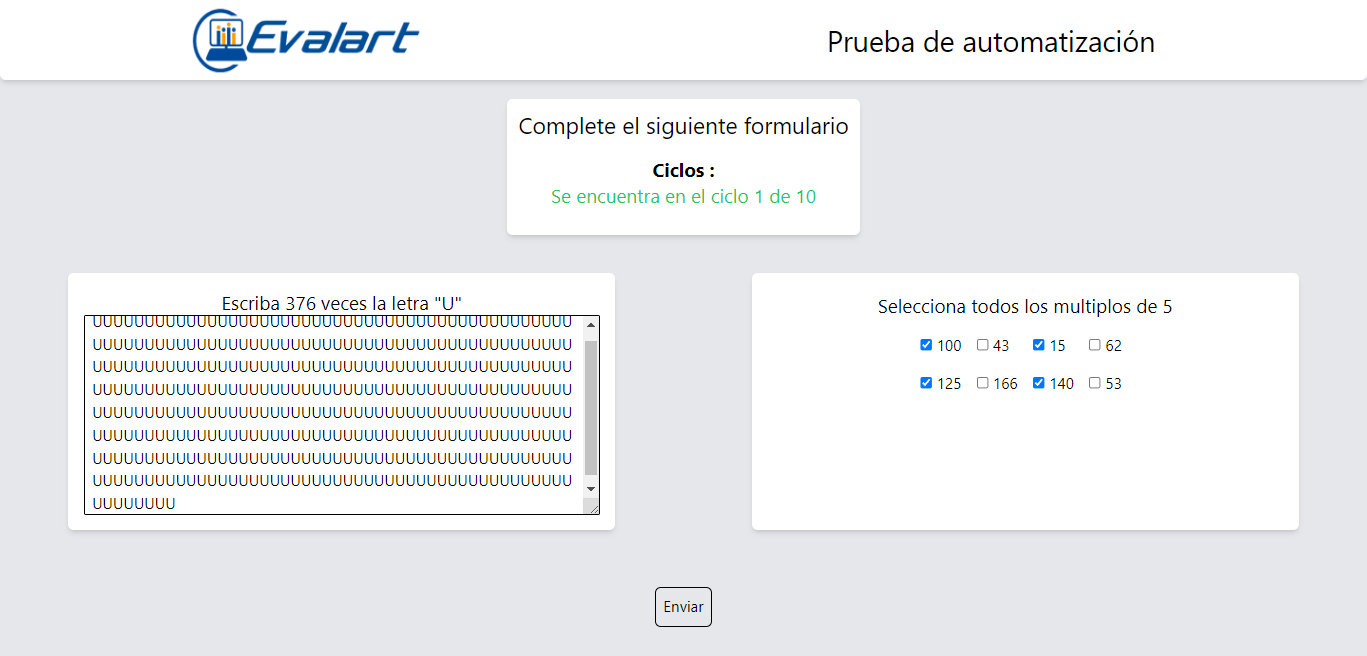 Evalart
Prueba de automatización
Complete el siguiente formulario
Ciclos :
Se encuentra en el ciclo 1 de 10
Escriba 376 veces la letra "U"
UUUUUUUUUUUUUUUUUUUUUUUUUUUUUUUUUUUUUUUUUUUUUU
UUUUUUUUUUUUUUUUUUUUUUUUUUUUUUUUUUUUUUUUUUUUUU
UUUUUUUUUUUUUUUUUUUUUUUUUUUUUUUUUUUUUUUUUUUUUU
UUUUUUUUUUUUUUUUUUUUUUUUUUUUUUUUUUUUUUUUUUUUUU
UUUUUUUUUUUUUUUUUUUUUUUUUUUUUUUUUUUUUUUUUUUUUU
UUUUUUUUUUUUUUUUUUUUUUUUUUUUUUUUUUUUUUUUUUUUUU
UUUUUUUUUUUUUUUUUUUUUUUUUUUUUUUUUUUUUUUUUUUUUU
UUUUUUUUUUUUUUUUUUUUUUUUUUUUUUUUUUUUUUUUUUUUUU
UUUUUUUU
Selecciona todos los multiplos de 5
100 43 15 62
125 166 140 53
Enviar